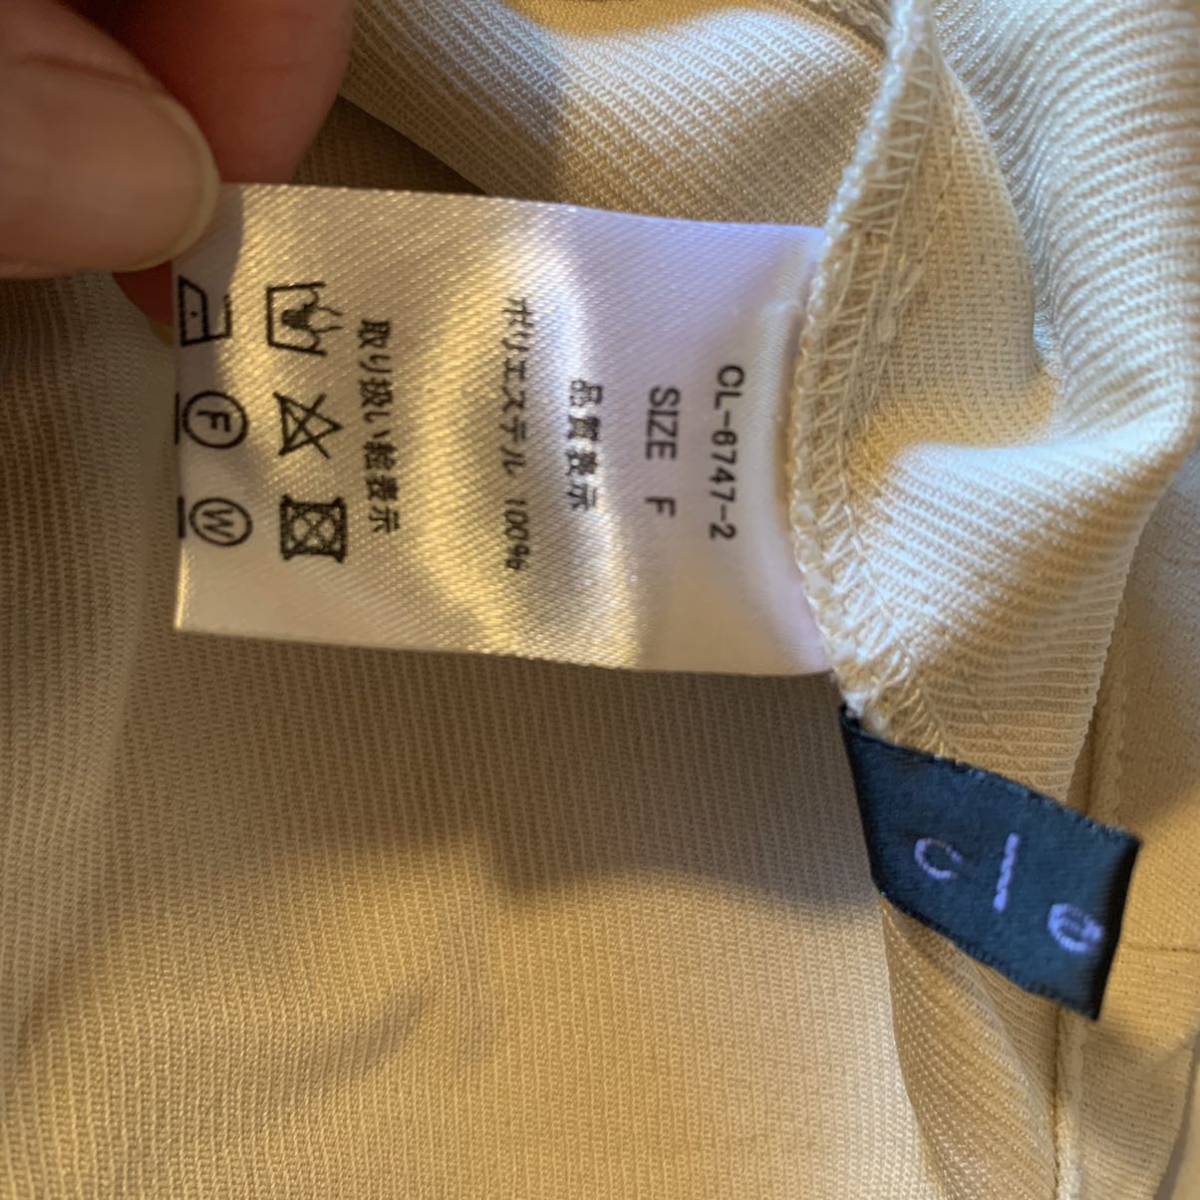 CL-6747-2
SIZE F
品質表示
ポリエステル 100%
取り扱い絵表示
F W